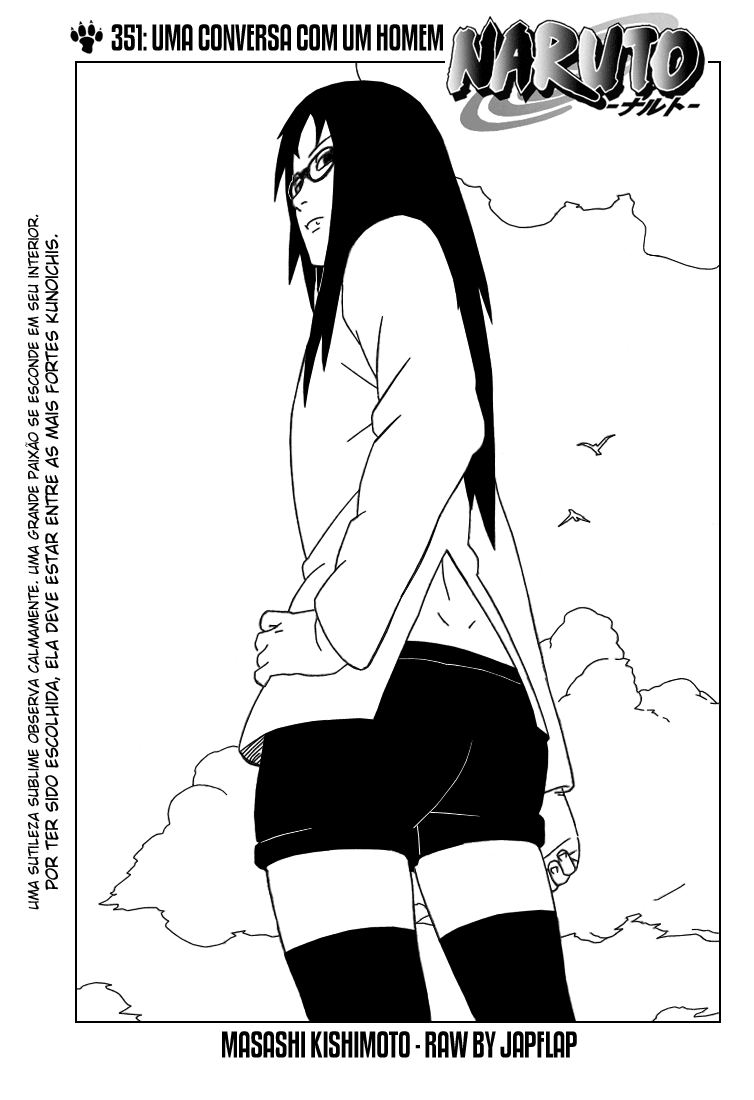 351: UMA CONVERSA COM UM HOMEM
NARUTO
-ナルト-
UMA SUTILEZA SUBLIME OBSERVA CALMAMENTE. UMA GRANDE PAIXÃO SE ESCONDE EM SEU INTERIOR.
POR TER SIDO ESCOLHIDA, ELA DEVE ESTAR ENTRE AS MAIS FORTES KUNOICHIS.
MASASHI KISHIMOTO - RAW BY JAPFLAP